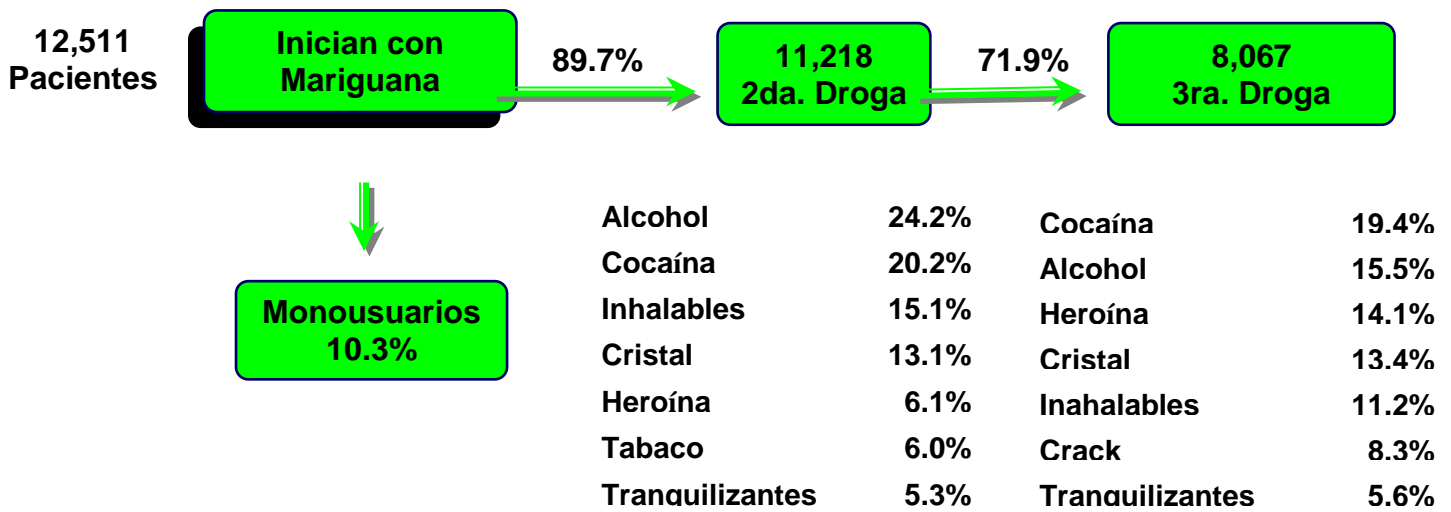 12,511
Pacientes
Inician con
Mariguana
89.7%
11,218
2da. Droga
71.9%
8,067
3ra. Droga
Monousuarios
10.3%
Alcohol 24.2%
Cocaína 20.2%
Inhalables 15.1%
Cristal 13.1%
Heroína 6.1%
Tabaco 6.0%
Tranquilizantes 5.3%
Cocaína 19.4%
Alcohol 15.5%
Heroína 14.1%
Cristal 13.4%
Inahalables 11.2%
Crack 8.3%
Tranquilizantes 5.6%